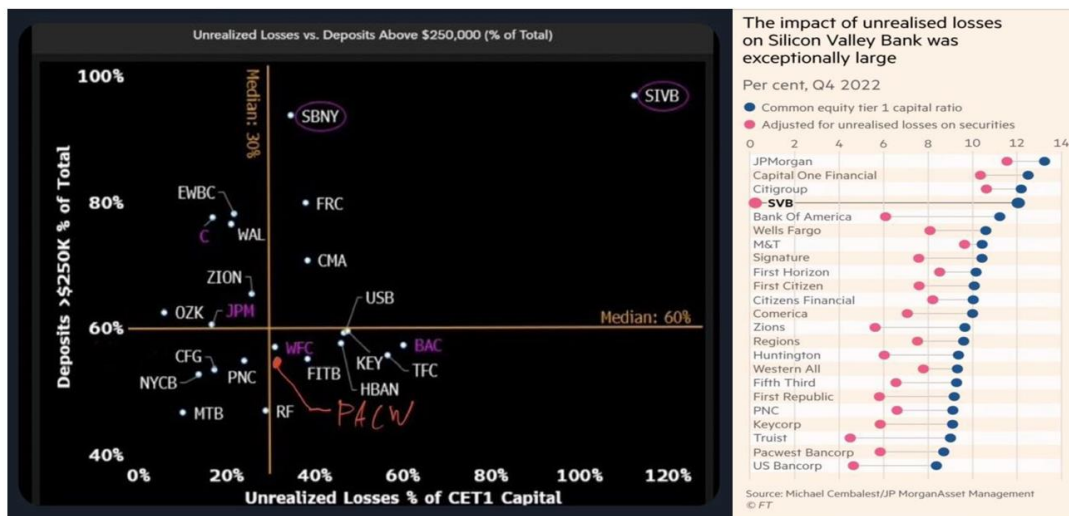 Unrealized Losses vs. Deposits Above $250,000 (% of Total)
100%
Median: 30%
SIVB
SBNY
EWBC
80%
FRC
C
WAL
CMA
ZION
USB
OZK
JPM
Median: 60%
60%
WFC
BAC
CFG
KEY
TFC
NYCB
PNC
FITB
HBAN
MTB
RF
PACW
40%
Deposits >$250K % of Total
0%
20%
40%
60%
80%
100%
120%
Unrealized Losses % of CET1 Capital
The impact of unrealised losses
on Silicon Valley Bank was
exceptionally large
Per cent, Q4 2022
Common equity tier 1 capital ratio
Adjusted for unrealised losses on securities
0 2 4 6 8 10 12 14
JPMorgan
Capital One Financial
Citigroup
SVB
Bank Of America
Wells Fargo
M&T
Signature
First Horizon
First Citizen
Citizens Financial
Comerica
Zions
Regions
Huntington
Western All
Fifth Third
First Republic
PNC
Keycorp
Truist
Pacwest Bancorp
US Bancorp
Source: Michael Cembalest/JP MorganAsset Management
© FT